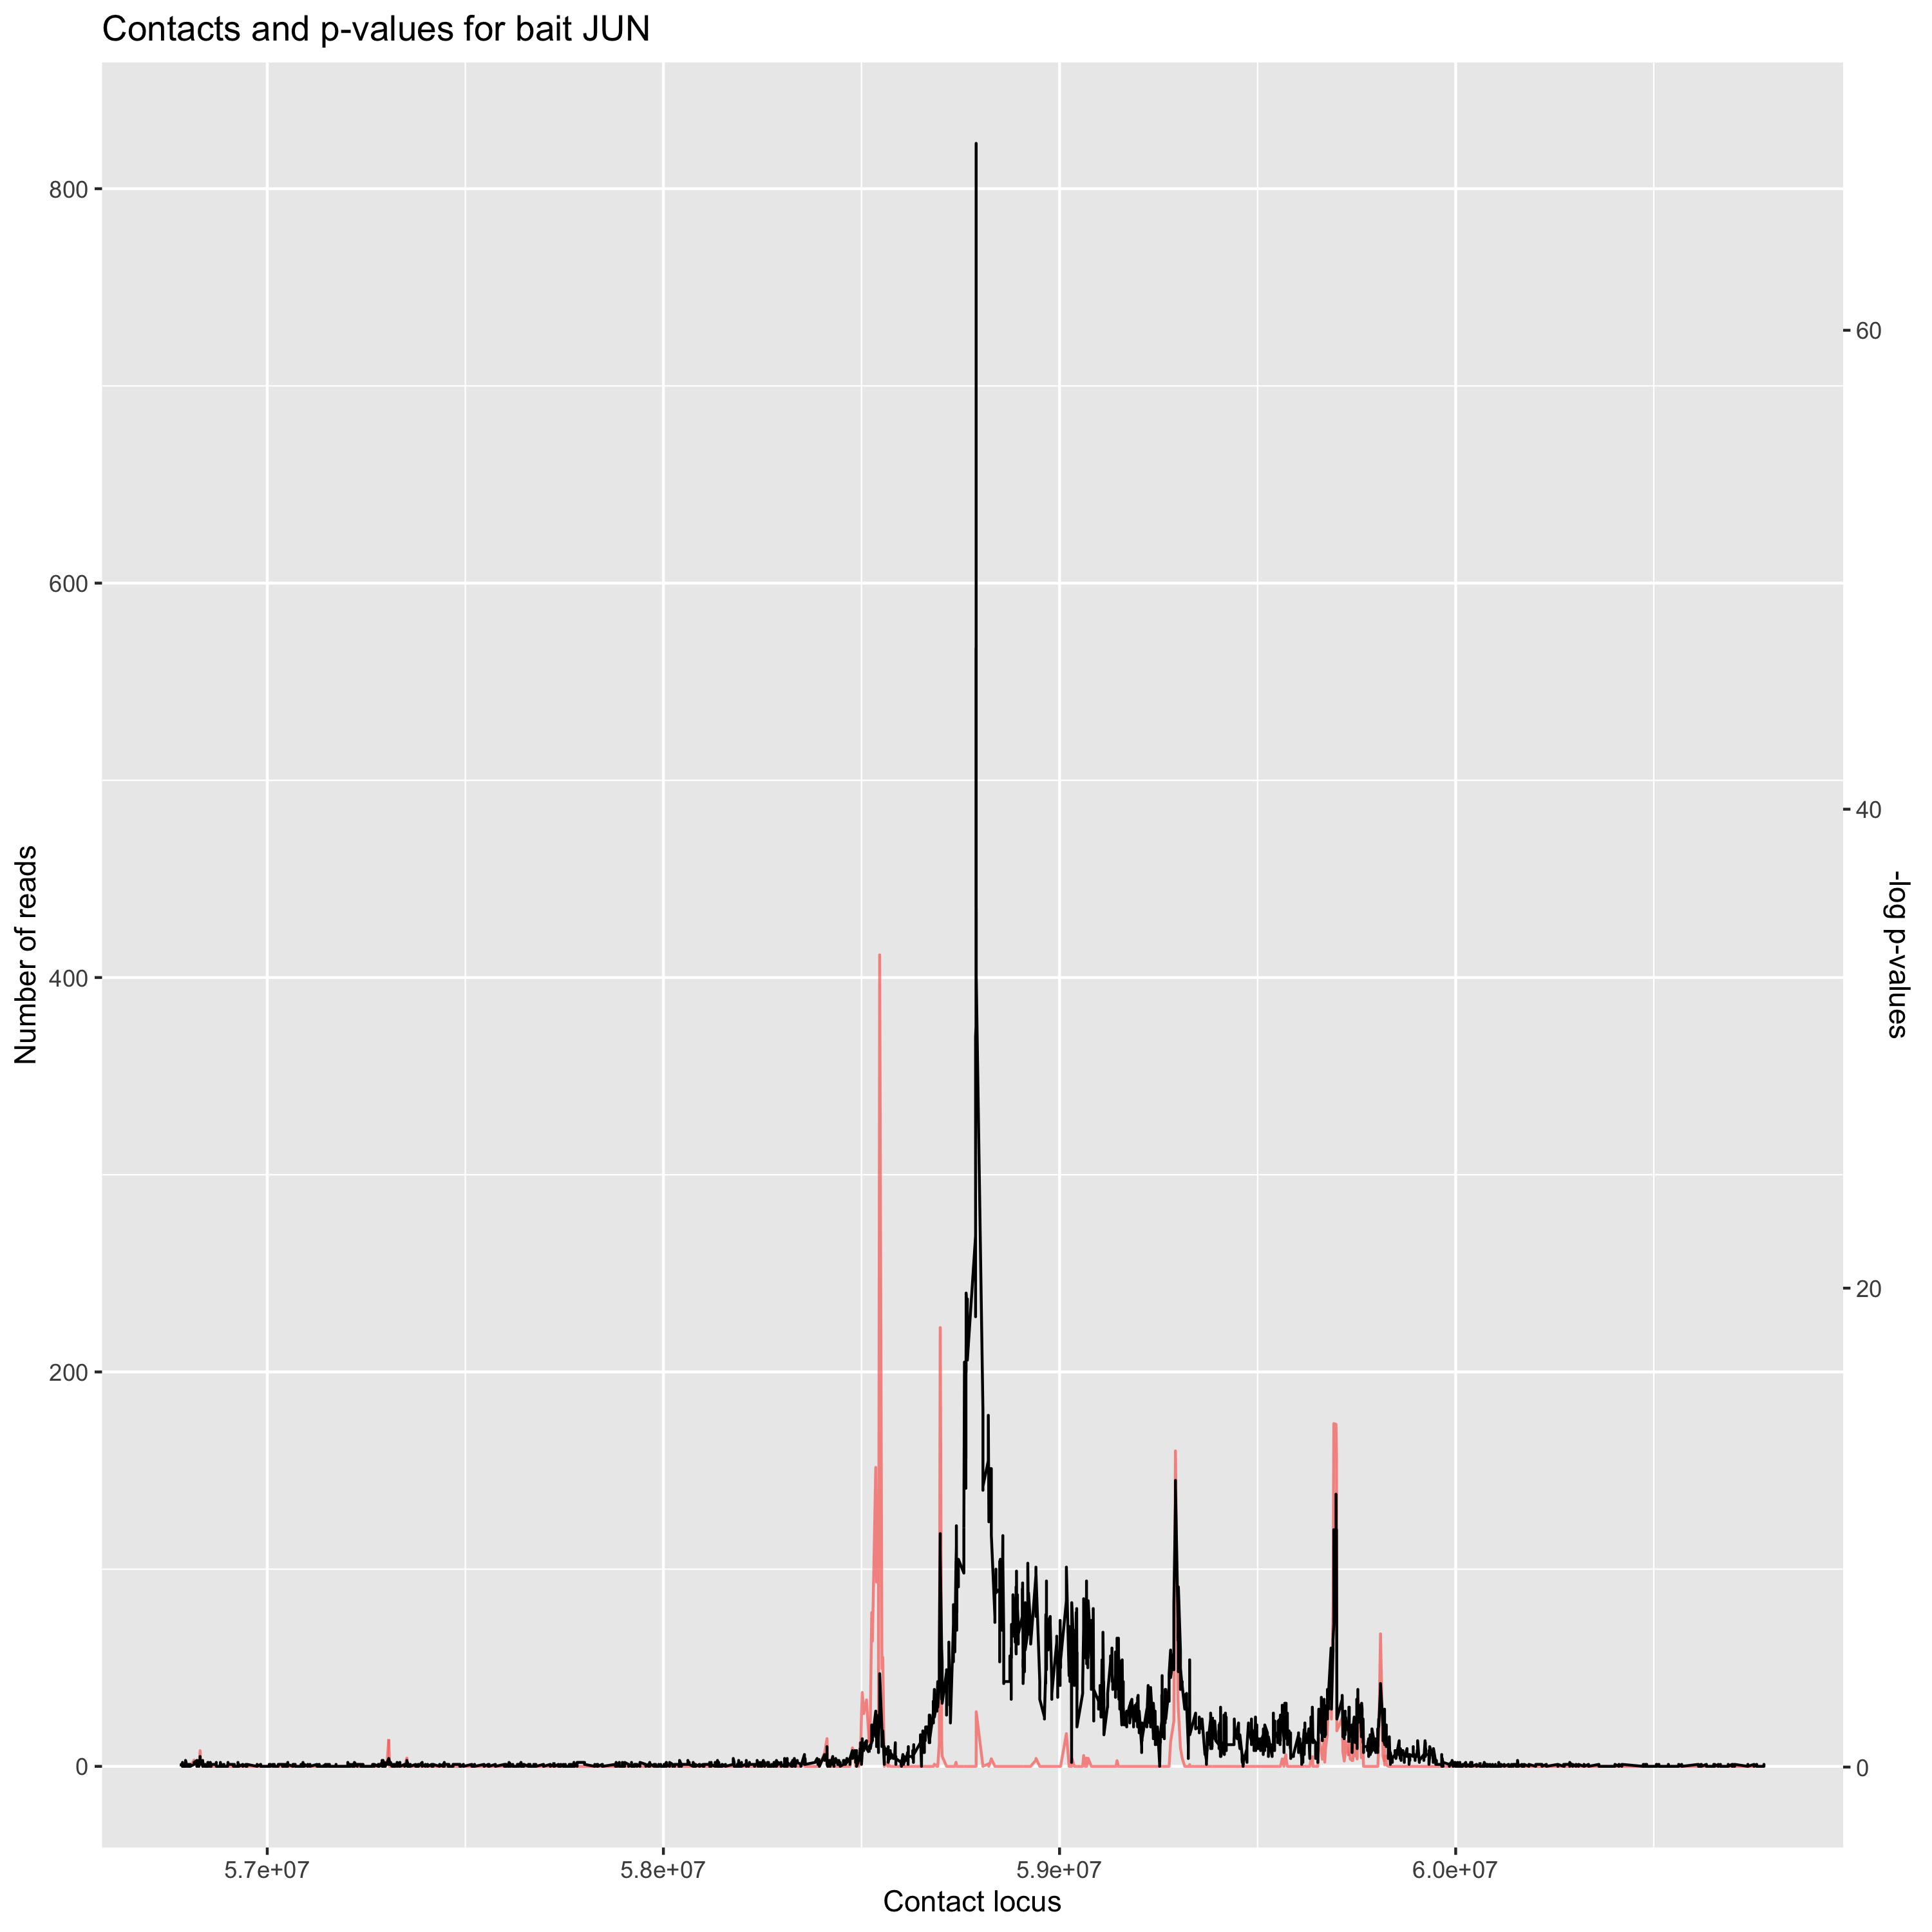 Contacts and p-values for bait JUN
800
600
400
200
0
Number of reads
60
40
20
0
-log p-values
5.7e+07
5.8e+07
5.9e+07
6.0e+07
Contact locus